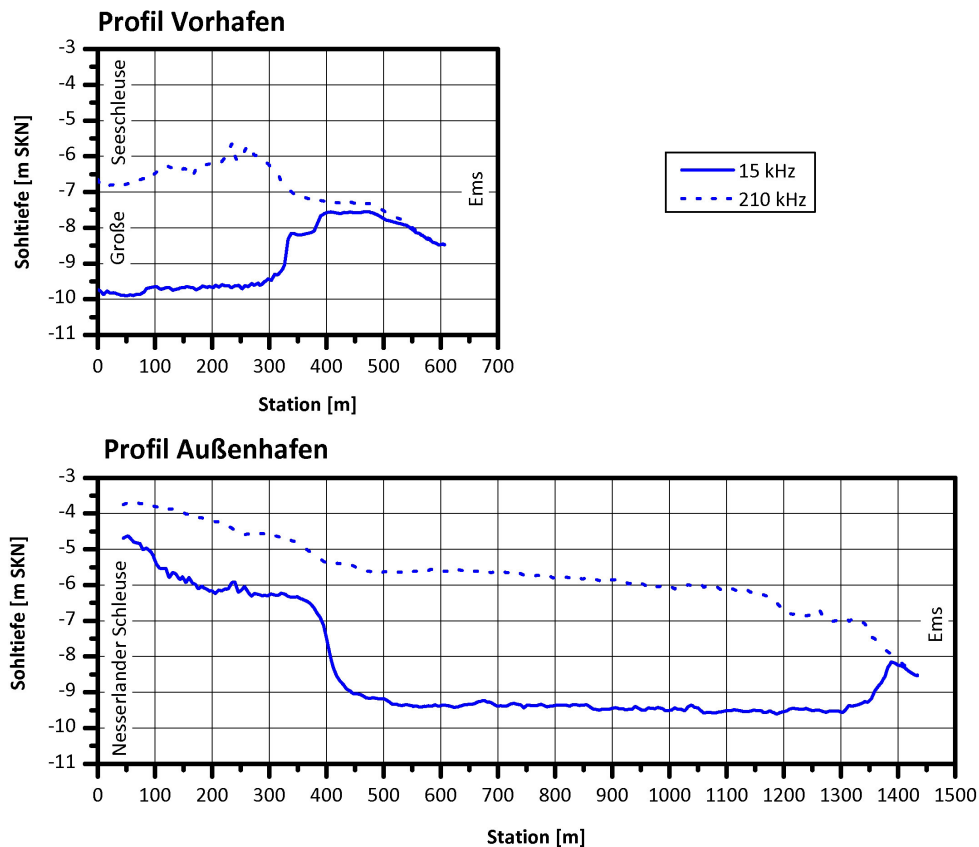 Profil Vorhafen
-3
-4
-5
-6
-7
-8
-9
-10
-11
Sohltiefe [m SKN]
Große Seeschleuse
Ems
0 100 200 300 400 500 600 700
Station [m]
15 kHz
210 kHz
Profil Außenhafen
-3
-4
-5
-6
-7
-8
-9
-10
-11
Sohltiefe [m SKN]
Nesserlander Schleuse
Ems
0 100 200 300 400 500 600 700 800 900 1000 1100 1200 1300 1400 1500
Station [m]